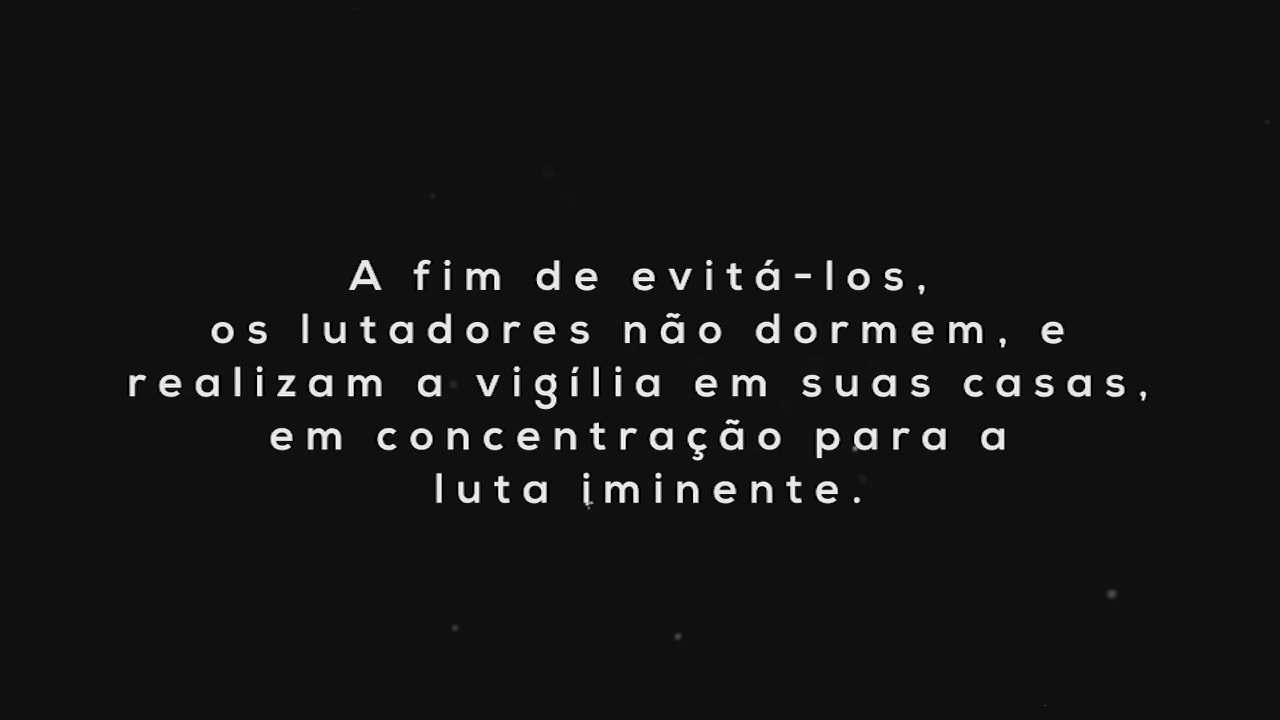 A fim de evitá-los,
os lutadores não dormem, e
realizam a vigília em suas casas,
em concentração para a
luta iminente.